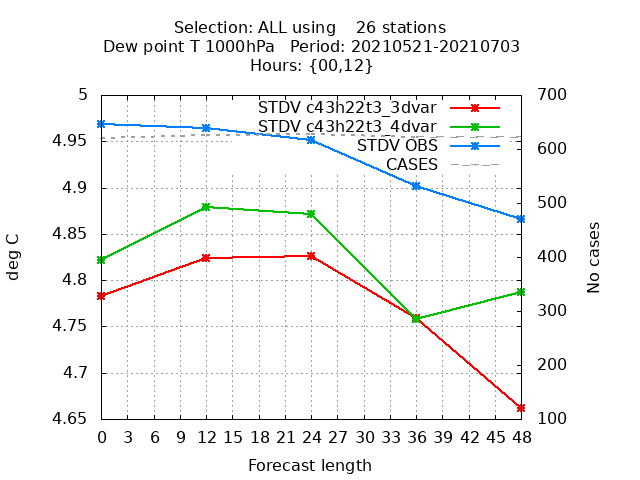 Selection: ALL using    26 stations
Dew point T 1000hPa   Period: 20210521-20210703
Hours: {00,12}
STDV c43h22t3_3dvar
STDV c43h22t3_4dvar
STDV OBS
CASES
5
4.95
4.9
4.85
4.8
4.75
4.7
4.65
700
600
500
400
300
200
100
deg C
No cases
0 3 6 9 12 15 18 21 24 27 30 33 36 39 42 45 48
Forecast length